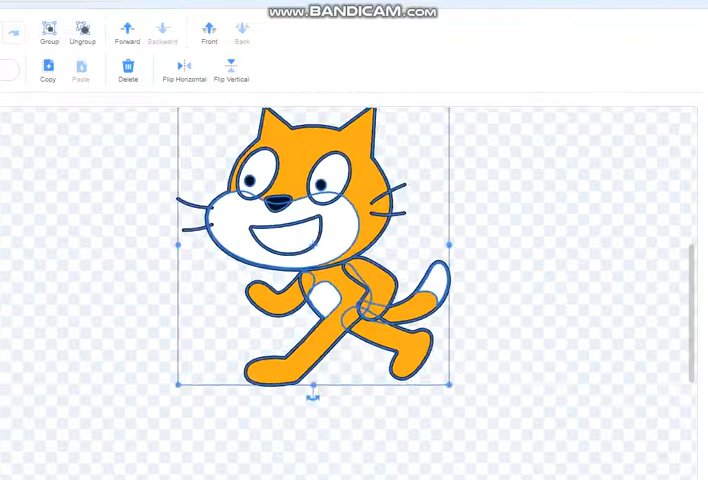 www.BANDICAM.com
Group Ungroup Forward Backward Front Back
Copy Paste Delete Flip Horizontal Flip Vertical